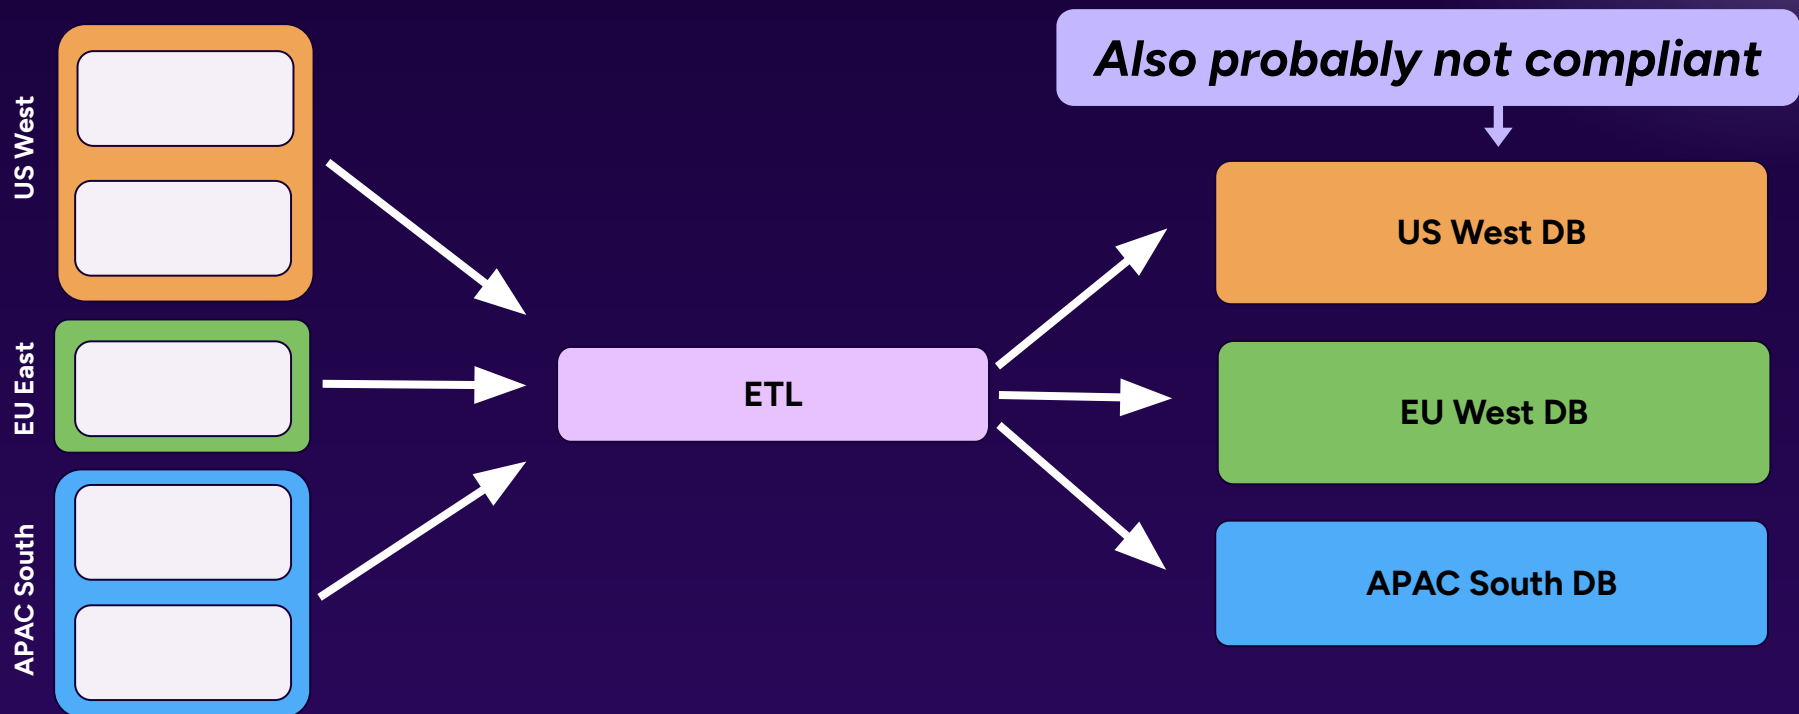 Also probably not compliant
US West
EU East
APAC South
ETL
US West DB
EU West DB
APAC South DB